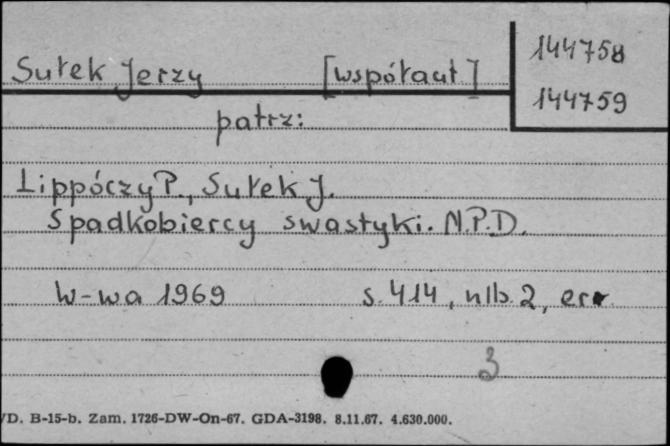 144758
Sułek Jerzy [współaut]
144759
patrz:
Lippóczy P., Sułek J.
Spadkobiercy swastyki. N.P.D.
W-wa 1969 s. 414, nlb. 2, err.
3
/D. B-15-b. Zam. 1726-DW-On-67. GDA-3198. 8.11.67. 4.630.000.